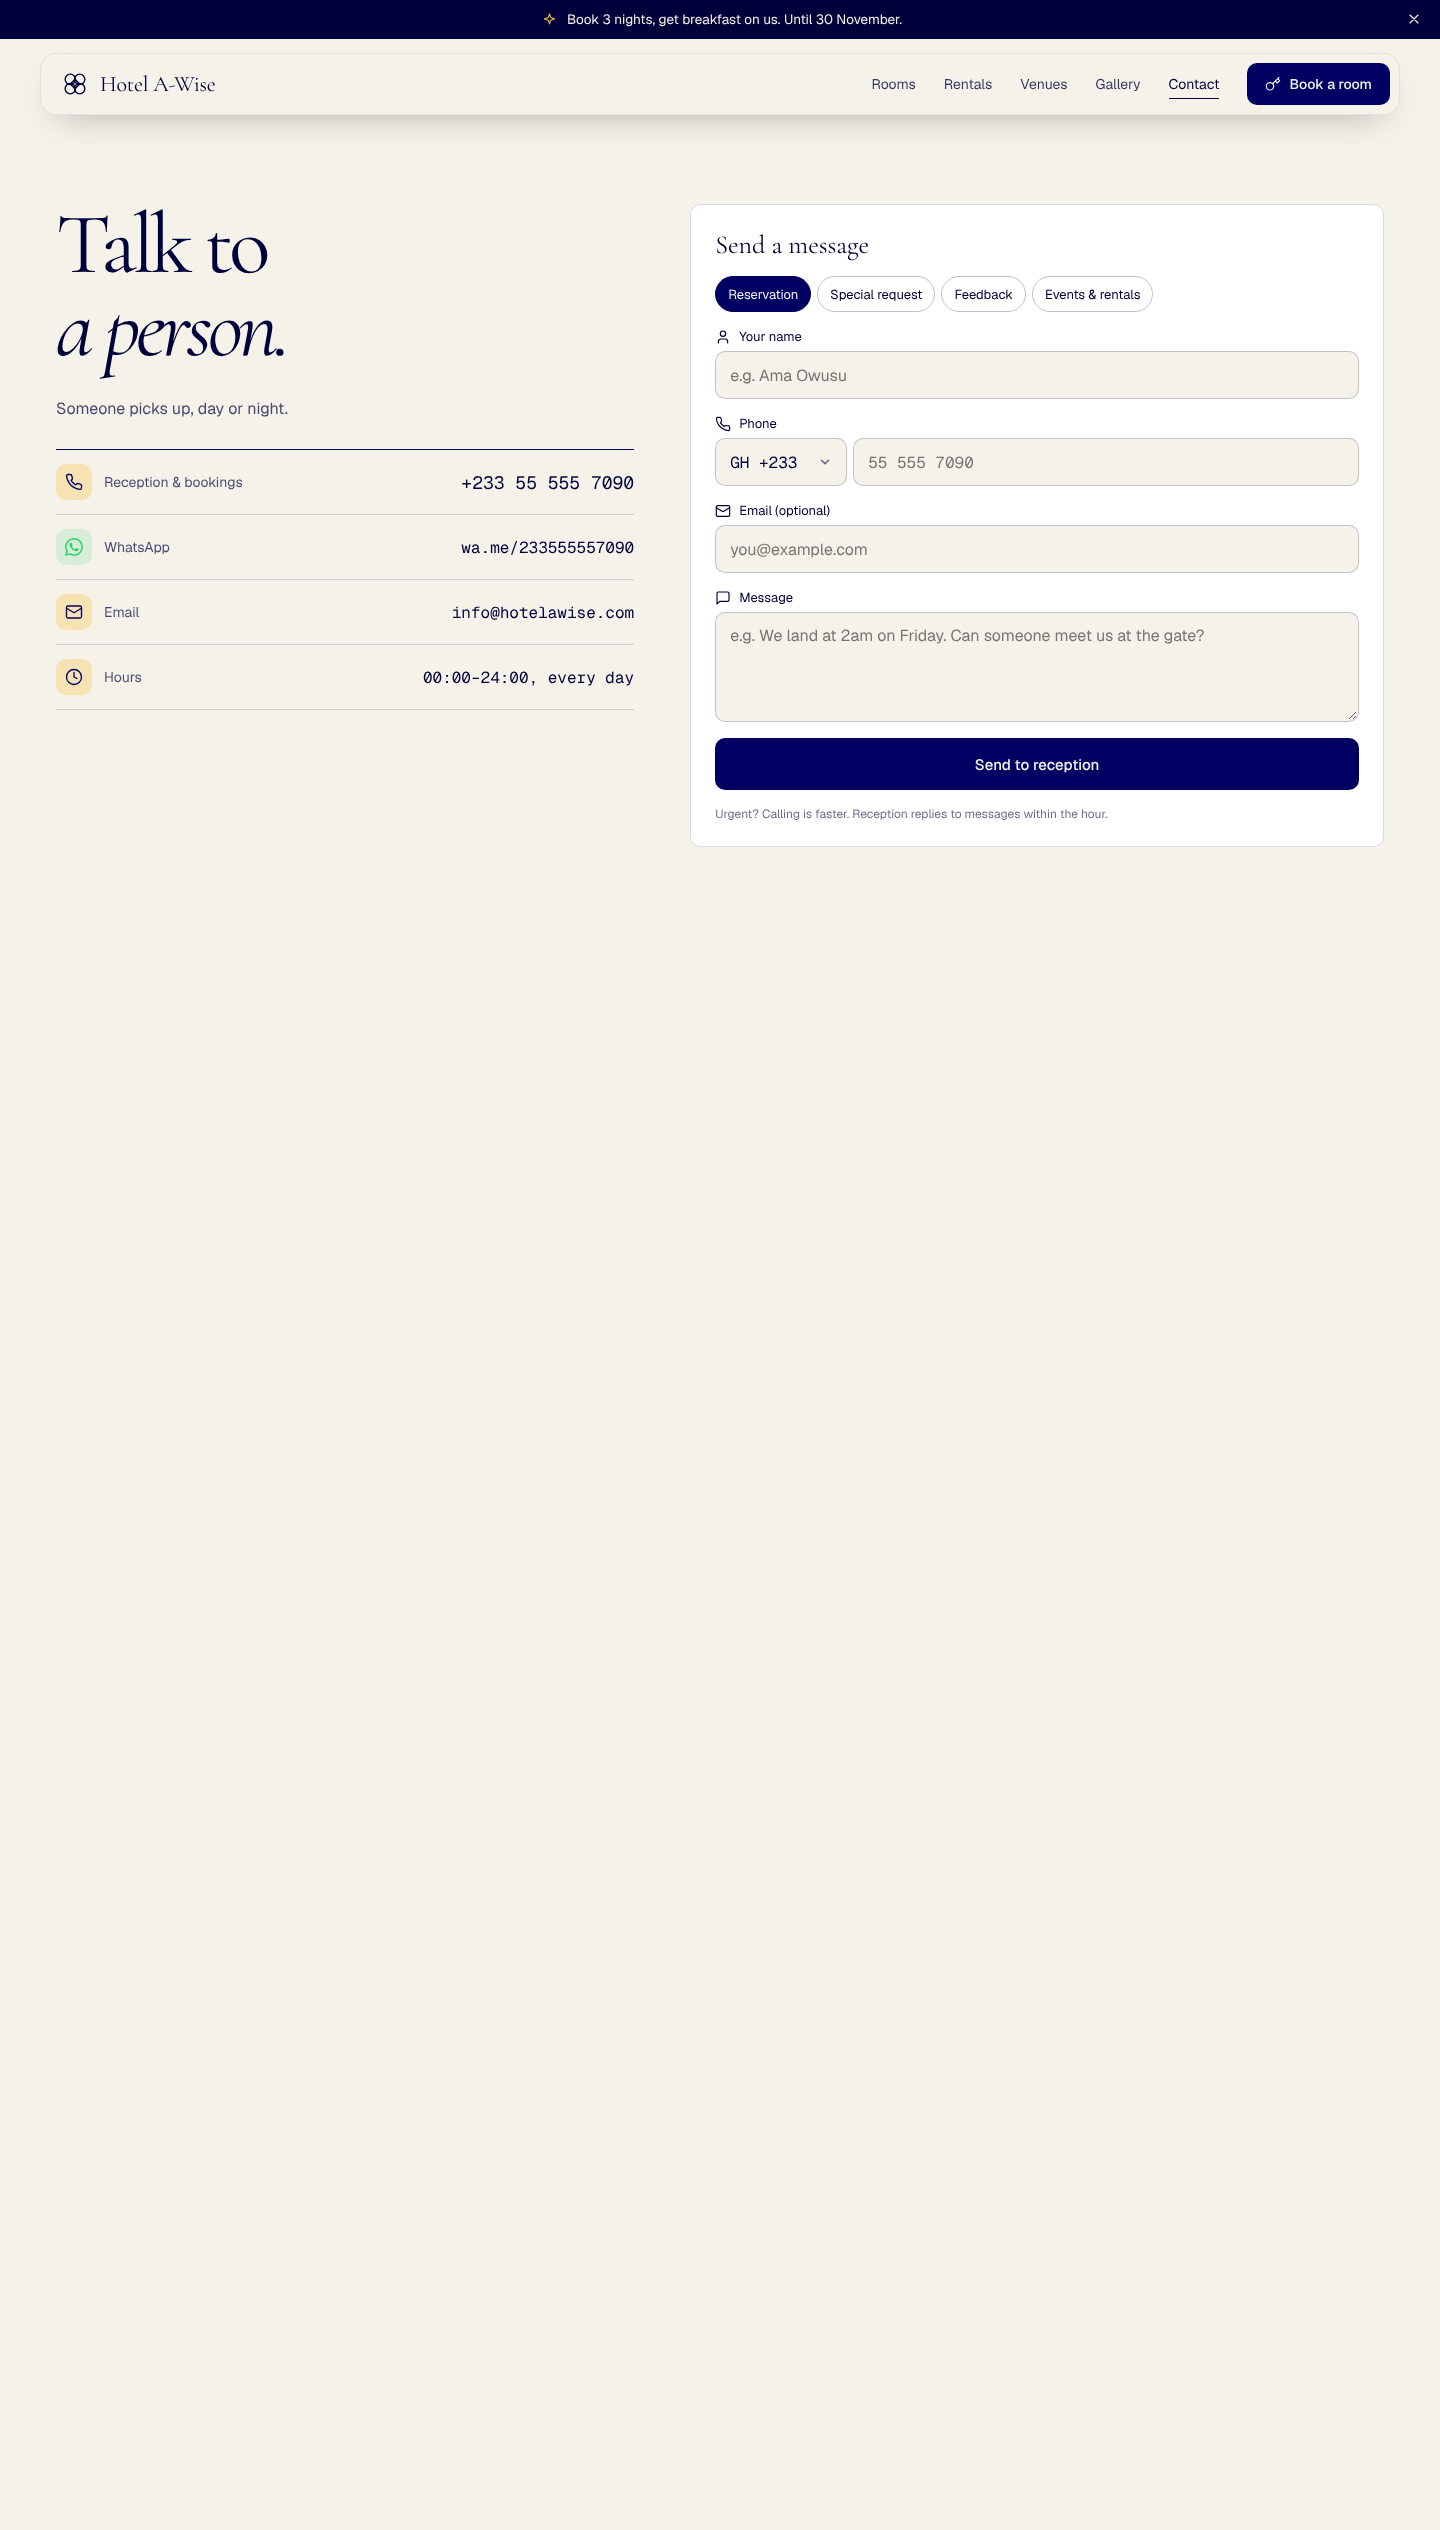 Book 3 nights, get breakfast on us. Until 30 November.
Hotel A-Wise
Rooms
Rentals
Venues
Gallery
Contact
Book a room
Talk to
a person.
Someone picks up, day or night.
Reception & bookings
+233 55 555 7090
WhatsApp
wa.me/233555557090
Email
info@hotelawise.com
Hours
00:00–24:00, every day
Send a message
Reservation
Special request
Feedback
Events & rentals
Your name
e.g. Ama Owusu
Phone
GH +233
55 555 7090
Email (optional)
you@example.com
Message
e.g. We land at 2am on Friday. Can someone meet us at the gate?
Send to reception
Urgent? Calling is faster. Reception replies to messages within the hour.